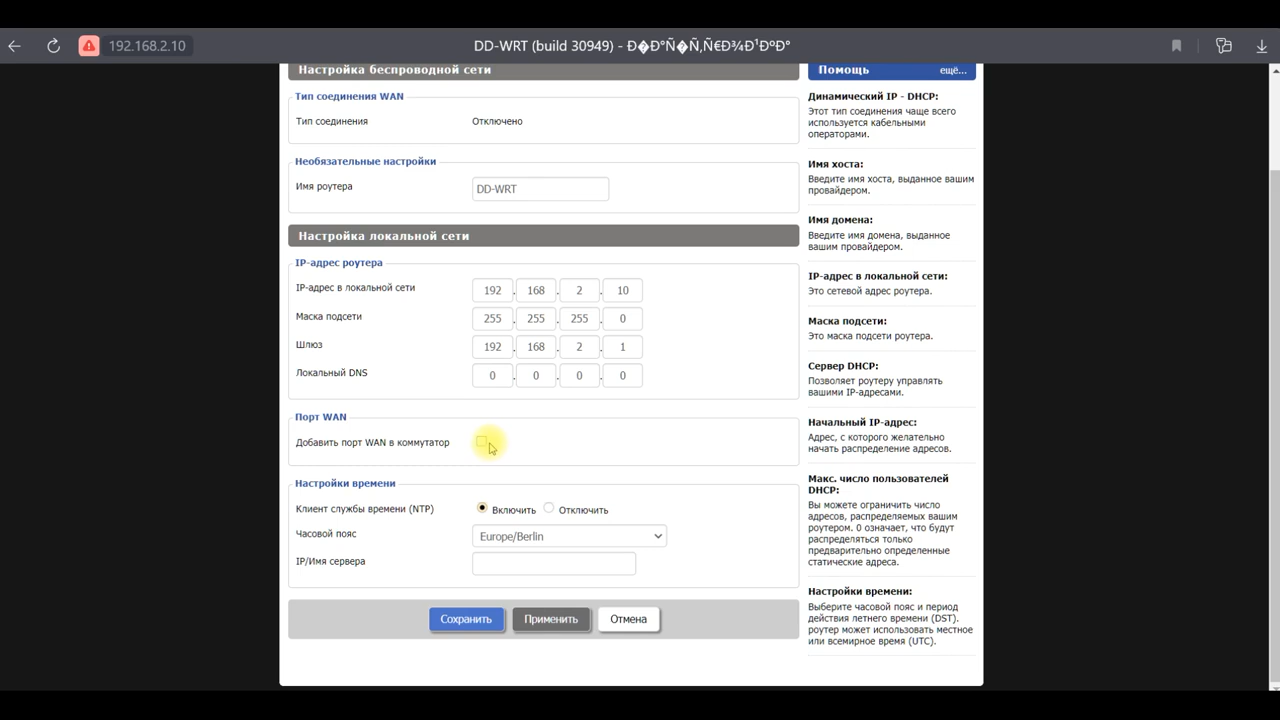 192.168.2.10
DD-WRT (build 30949) - Ð�Ð°Ñ�Ñ‚Ñ€Ð¾Ð¹ÐºÐ°
Настройка беспроводной сети
Тип соединения WAN
Тип соединения
Отключено
Необязательные настройки
Имя роутера
DD-WRT
Настройка локальной сети
IP-адрес роутера
IP-адрес в локальной сети
192 . 168 . 2 . 10
Маска подсети
255 . 255 . 255 . 0
Шлюз
192 . 168 . 2 . 1
Локальный DNS
0 . 0 . 0 . 0
Порт WAN
Добавить порт WAN в коммутатор
Настройки времени
Клиент службы времени (NTP)
Включить
Отключить
Часовой пояс
Europe/Berlin
IP/Имя сервера
Сохранить
Применить
Отмена
Помощь
ещё...
Динамический IP - DHCP:
Этот тип соединения чаще всего
используется кабельными
операторами.
Имя хоста:
Введите имя хоста, выданное вашим
провайдером.
Имя домена:
Введите имя домена, выданное
вашим провайдером.
IP-адрес в локальной сети:
Это сетевой адрес роутера.
Маска подсети:
Это маска подсети роутера.
Сервер DHCP:
Позволяет роутеру управлять
вашими IP-адресами.
Начальный IP-адрес:
Адрес, с которого желательно
начать распределение адресов.
Макс. число пользователей
DHCP:
Вы можете ограничить число
адресов, распределяемых вашим
роутером. 0 означает, что будут
распределяться только
предварительно определенные
статические адреса.
Настройки времени:
Выберите часовой пояс и период
действия летнего времени (DST).
роутер может использовать местное
или всемирное время (UTC).